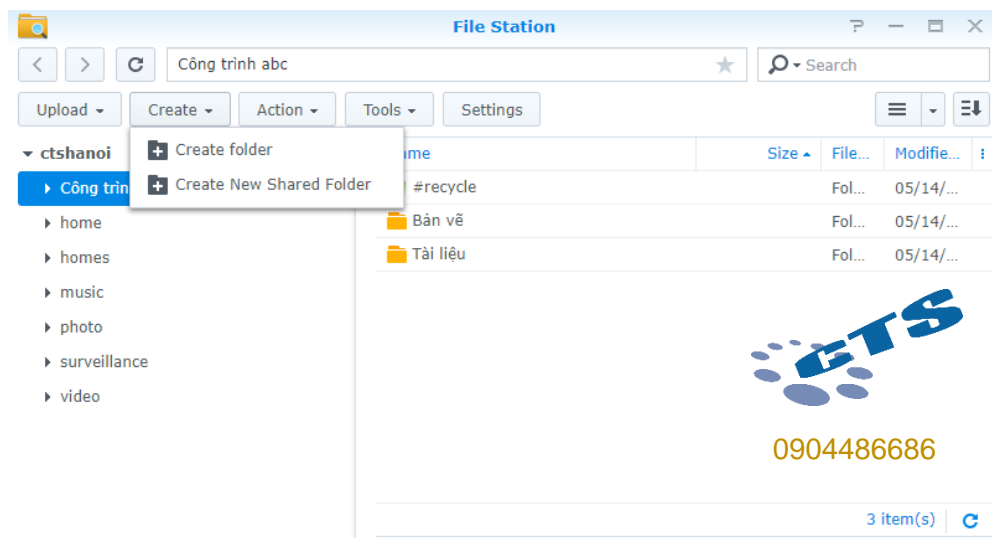 File Station
Công trình abc
Search
Upload Create Action Tools Settings
ctshanoi
Create folder
Create New Shared Folder
Size File... Modifie...
Công trìn
#recycle Fol... 05/14/...
home
Bản vẽ Fol... 05/14/...
homes
Tài liệu Fol... 05/14/...
music
photo
surveillance
video
CTS
0904486686
3 item(s)